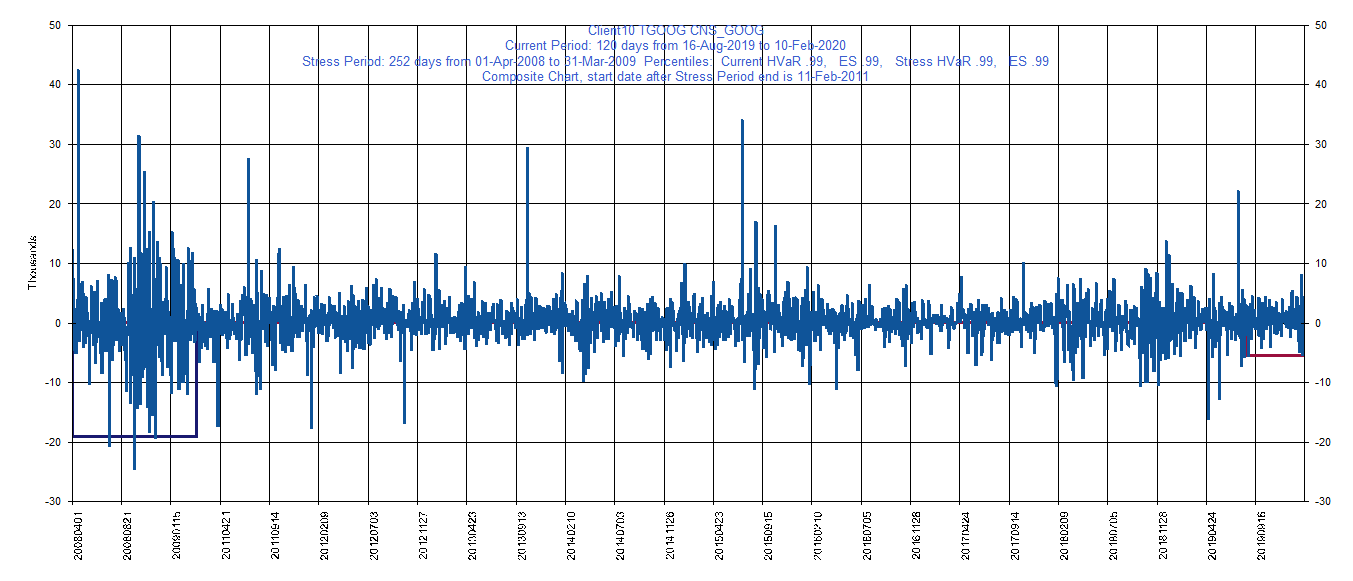 Client10 TGOOG CNS_GOOG
Current Period: 120 days from 16-Aug-2019 to 10-Feb-2020
Stress Period: 252 days from 01-Apr-2008 to 31-Mar-2009 Percentiles: Current HVaR .99, ES .99, Stress HVaR .99, ES .99
Composite Chart, start date after Stress Period end is 11-Feb-2011
50 50
40 40
30 30
20 20
10 10
0 0
-10 -10
-20 -20
-30 -30
Thousands
20080401 20080821 20090115 20110421 20110914 20120209 20120703 20121127 20130423 20130913 20140210 20140703 20141126 20150423 20150915 20160210 20160705 20161128 20170424 20170914 20180209 20180705 20181128 20190424 20190916